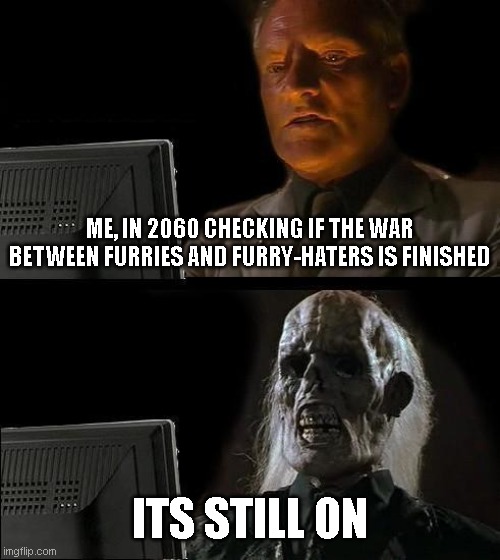 ME, IN 2060 CHECKING IF THE WAR
BETWEEN FURRIES AND FURRY-HATERS IS FINISHED
ITS STILL ON
imgflip.com